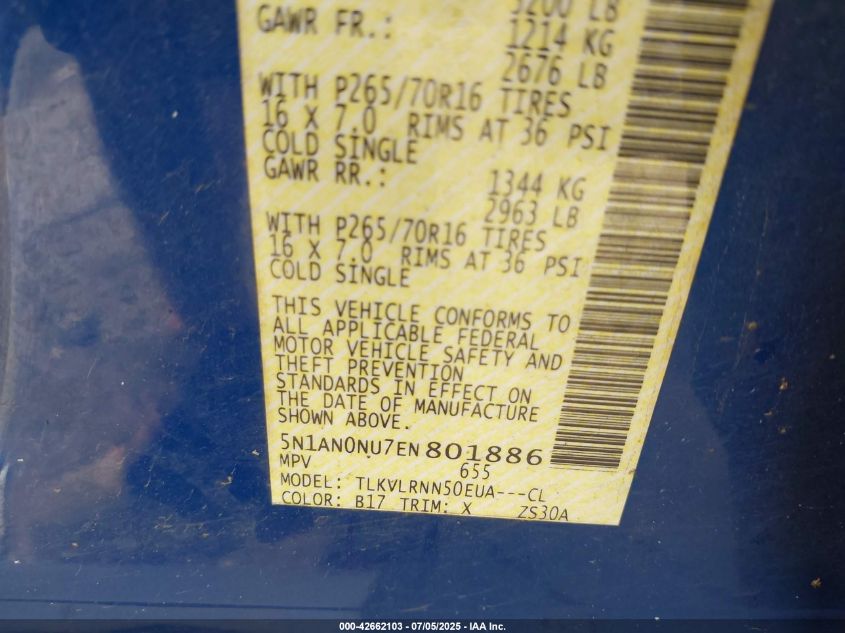 5200 LB
GAWR FR.: 1214 KG
2676 LB
WITH P265/70R16 TIRES
16 X 7.0 RIMS AT 36 PSI
COLD SINGLE
GAWR RR.: 1344 KG
2963 LB
WITH P265/70R16 TIRES
16 X 7.0 RIMS AT 36 PSI
COLD SINGLE
THIS VEHICLE CONFORMS TO
ALL APPLICABLE FEDERAL
MOTOR VEHICLE SAFETY AND
THEFT PREVENTION
STANDARDS IN EFFECT ON
THE DATE OF MANUFACTURE
SHOWN ABOVE.
5N1AN0NU7EN801886
MPV 655
MODEL: TLKVLRNN50EUA---CL
COLOR: B17 TRIM: X ZS30A
000-42662103 - 07/05/2025 - IAA Inc.